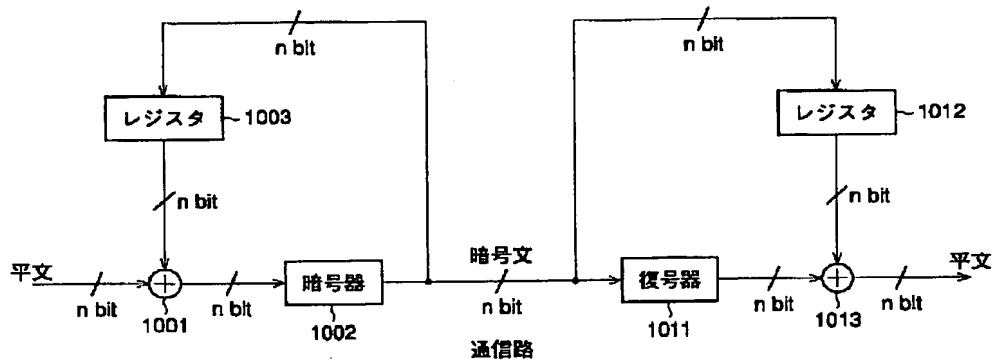 n bit
n bit
レジスタ
1003
レジスタ
1012
n bit
n bit
平文
n bit
1001
n bit
暗号器
1002
暗号文
n bit
通信路
復号器
1011
n bit
1013
n bit
平文